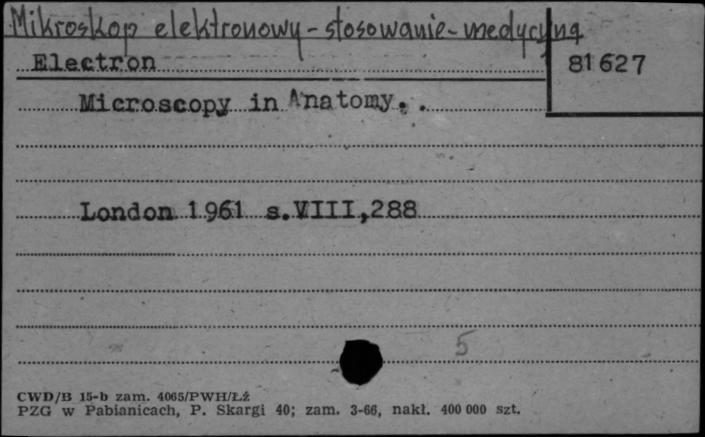 Mikroskop elektronowy - stosowanie - medycyna
Electron
81627
Microscopy in Anatomy. .
London 1961 s.VIII,288
5
CWD/B 15-b zam. 4065/PWH/Łż
PZG w Pabianicach, P. Skargi 40; zam. 3-66, nakł. 400 000 szt.